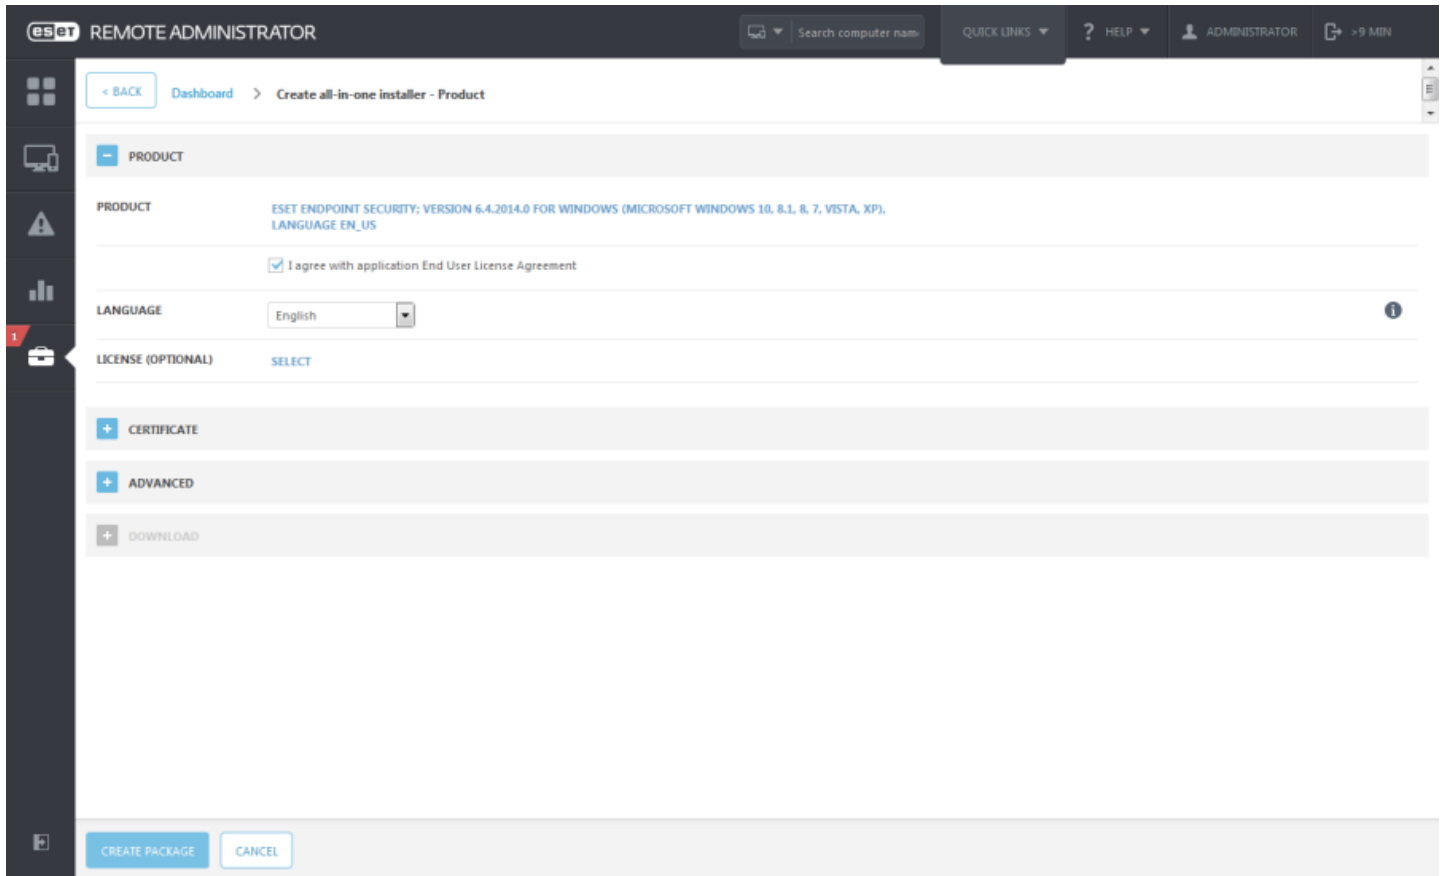 eset REMOTE ADMINISTRATOR
Search computer nam
QUICK LINKS
? HELP
ADMINISTRATOR
>9 MIN
< BACK
Dashboard > Create all-in-one installer - Product
PRODUCT
PRODUCT
ESET ENDPOINT SECURITY; VERSION 6.4.2014.0 FOR WINDOWS (MICROSOFT WINDOWS 10, 8.1, 8, 7, VISTA, XP),
LANGUAGE EN_US
I agree with application End User License Agreement
LANGUAGE
English
1
LICENSE (OPTIONAL)
SELECT
CERTIFICATE
ADVANCED
DOWNLOAD
CREATE PACKAGE
CANCEL